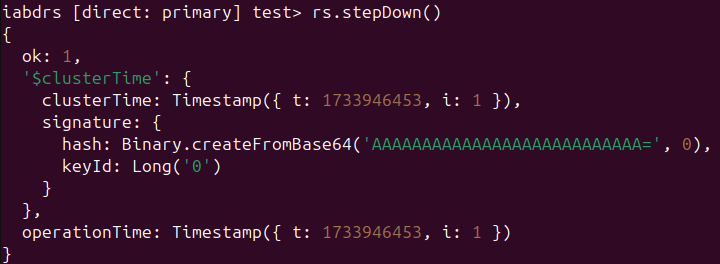 iabdrs [direct: primary] test> rs.stepDown()
{
  ok: 1,
  '$clusterTime': {
    clusterTime: Timestamp({ t: 1733946453, i: 1 }),
    signature: {
      hash: Binary.createFromBase64('AAAAAAAAAAAAAAAAAAAAAAAAAAA=', 0),
      keyId: Long('0')
    }
  },
  operationTime: Timestamp({ t: 1733946453, i: 1 })
}